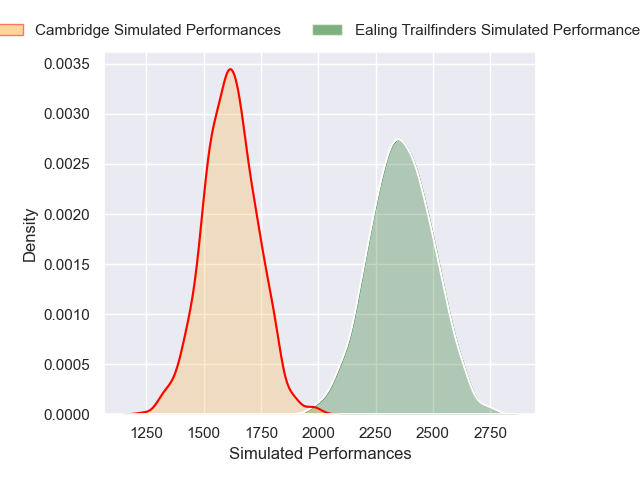 Cambridge Simulated Performances
Ealing Trailfinders Simulated Performance
0.0035
0.0030
0.0025
0.0020
0.0015
0.0010
0.0005
0.0000
Density
1250 1500 1750 2000 2250 2500 2750
Simulated Performances